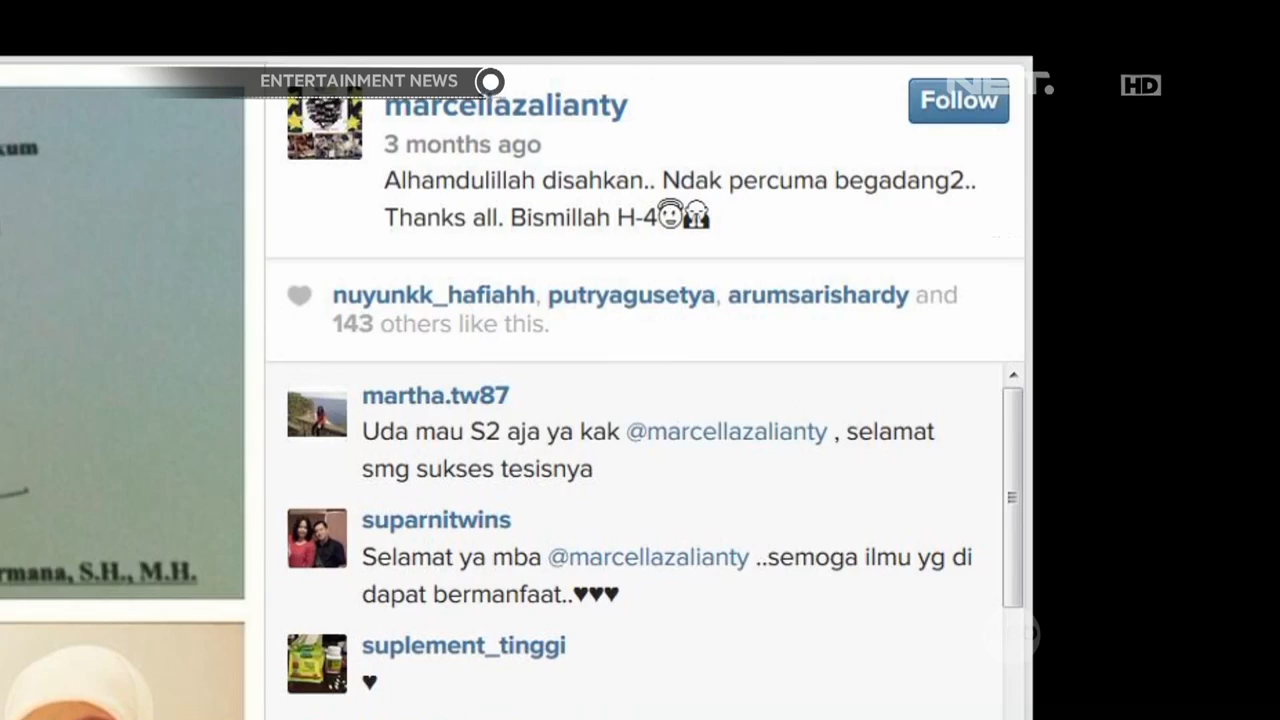 ENTERTAINMENT NEWS
NET.
HD
marcellazalianty
Follow
3 months ago
Alhamdulillah disahkan.. Ndak percuma begadang2..
Thanks all. Bismillah H-4
nuyunkk_hafiahh, putryagusetya, arumsarishardy and
143 others like this.
martha.tw87
Uda mau S2 aja ya kak @marcellazalianty , selamat
smg sukses tesisnya
suparnitwins
Selamat ya mba @marcellazalianty ..semoga ilmu yg di
dapat bermanfaat..♥♥♥
suplement_tinggi
♥
S.H., M.H.